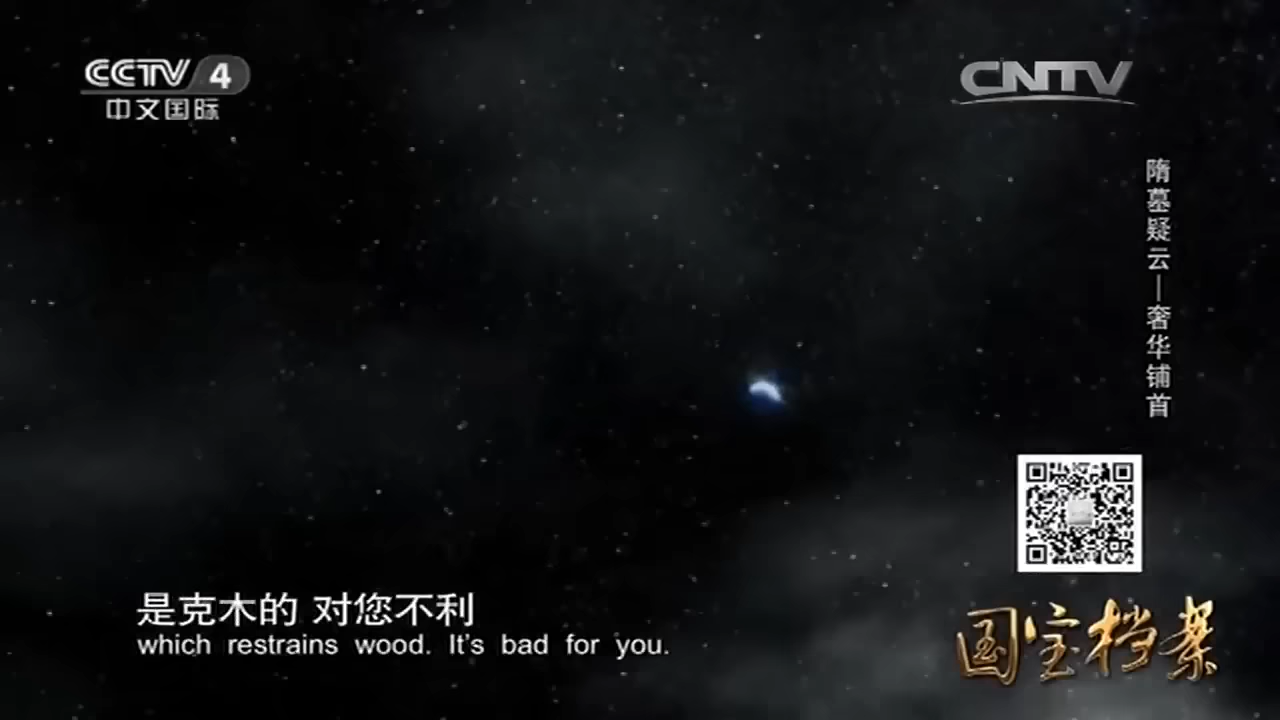 CCTV 4
中文国际
CNTV
隋墓疑云—奢华铺首
是克木的 对您不利
which restrains wood. It's bad for you.
国宝档案